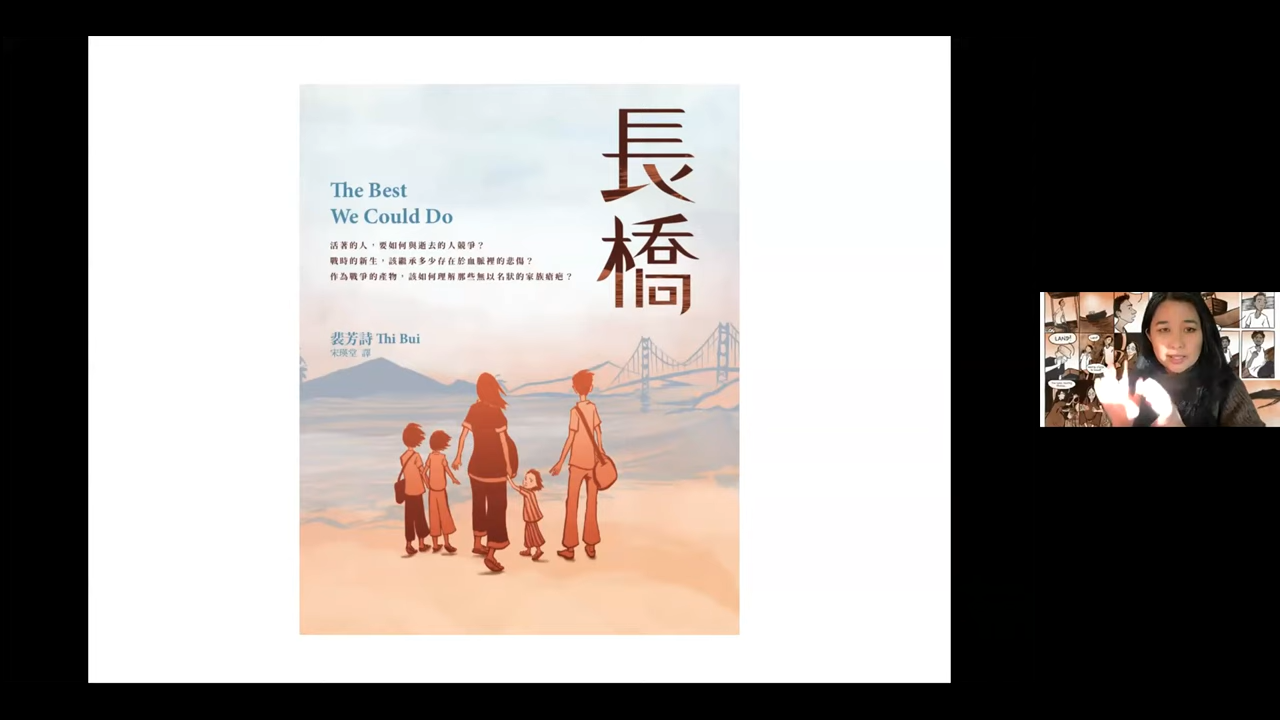 長橋
The Best
We Could Do
活著的人，要如何與逝去的人競爭？
戰時的新生，該繼承多少存在於血脈裡的悲傷？
作為戰爭的產物，該如何理解那些無以名狀的家族瘡疤？
裴芳詩 Thi Bui
宋瑛堂 譯
LAND!